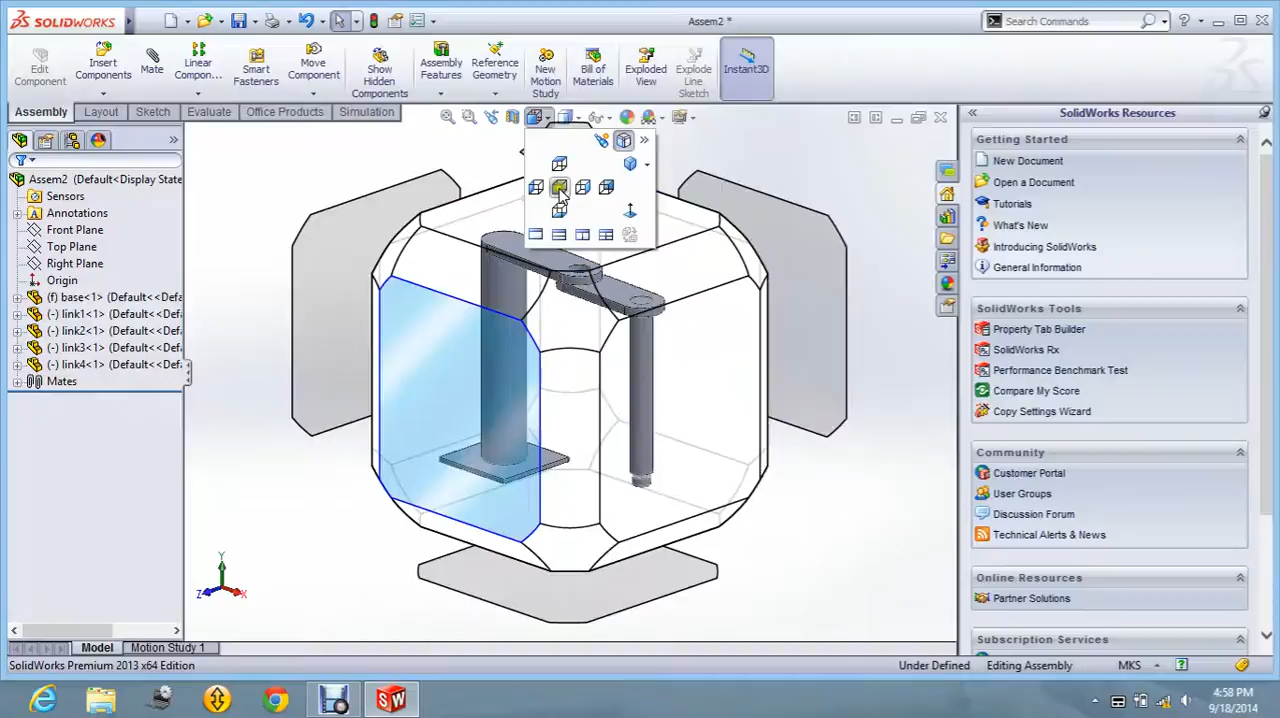 SOLIDWORKS
Assem2 *
Search Commands
Edit Component
Insert Components
Mate
Linear Compon...
Smart Fasteners
Move Component
Show Hidden Components
Assembly Features
Reference Geometry
New Motion Study
Bill of Materials
Exploded View
Explode Line Sketch
Instant3D
Assembly
Layout
Sketch
Evaluate
Office Products
Simulation
Assem2 (Default<Display State
Sensors
Annotations
Front Plane
Top Plane
Right Plane
Origin
(f) base<1> (Default<<Defa
(-) link1<1> (Default<<Def
(-) link2<1> (Default<<Def
(-) link3<1> (Default<<Def
(-) link4<1> (Default<<Def
Mates
Y
Z
X
SolidWorks Resources
Getting Started
New Document
Open a Document
Tutorials
What's New
Introducing SolidWorks
General Information
SolidWorks Tools
Property Tab Builder
SolidWorks Rx
Performance Benchmark Test
Compare My Score
Copy Settings Wizard
Community
Customer Portal
User Groups
Discussion Forum
Technical Alerts & News
Online Resources
Partner Solutions
Subscription Services
Model
Motion Study 1
SolidWorks Premium 2013 x64 Edition
Under Defined
Editing Assembly
MKS
4:58 PM
9/18/2014